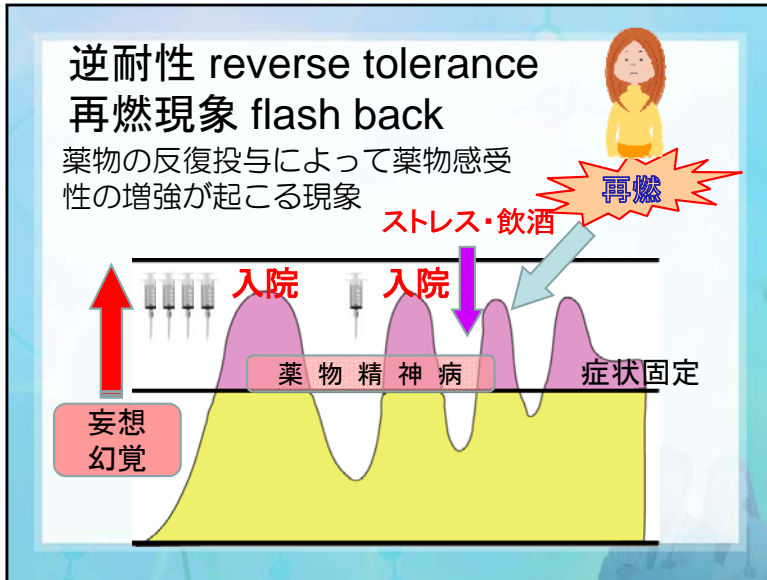 逆耐性 reverse tolerance
再燃現象 flash back
薬物の反復投与によって薬物感受
性の増強が起こる現象
再燃
ストレス・飲酒
入院
入院
薬物精神病
症状固定
妄想
幻覚